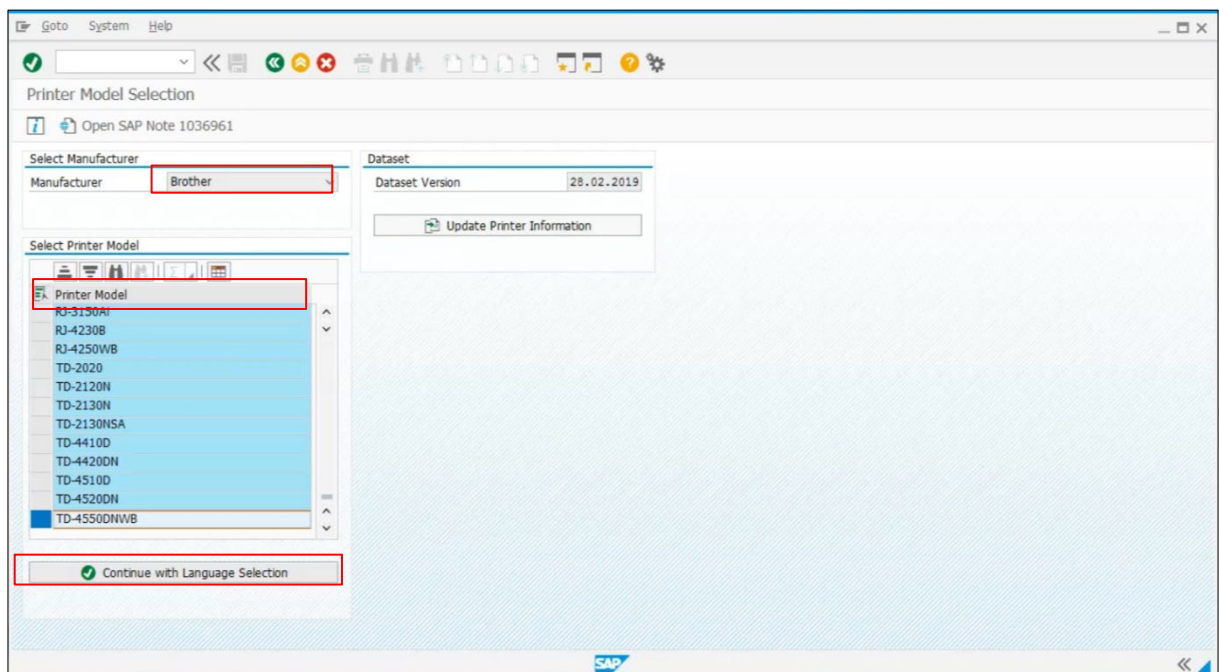 Goto System Help
Printer Model Selection
Open SAP Note 1036961
Select Manufacturer
Manufacturer Brother
Dataset
Dataset Version 28.02.2019
Update Printer Information
Select Printer Model
Printer Model
RJ-3150AI
RJ-4230B
RJ-4250WB
TD-2020
TD-2120N
TD-2130N
TD-2130NSA
TD-4410D
TD-4420DN
TD-4510D
TD-4520DN
TD-4550DNWB
Continue with Language Selection
SAP